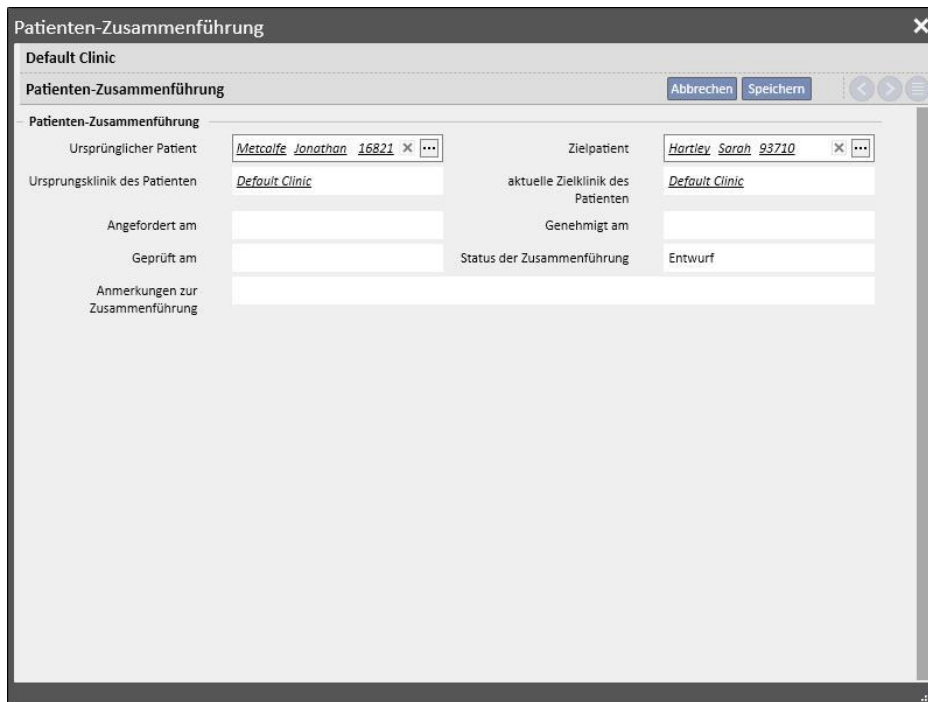 Patienten-Zusammenführung
Default Clinic
Patienten-Zusammenführung Abbrechen Speichern
Patienten-Zusammenführung
Ursprünglicher Patient Metcalfe Jonathan 16821 Zielpatient Hartley Sarah 93710
Ursprungsklinik des Patienten Default Clinic aktuelle Zielklinik des Patienten Default Clinic
Angefordert am Genehmigt am
Geprüft am Status der Zusammenführung Entwurf
Anmerkungen zur
Zusammenführung